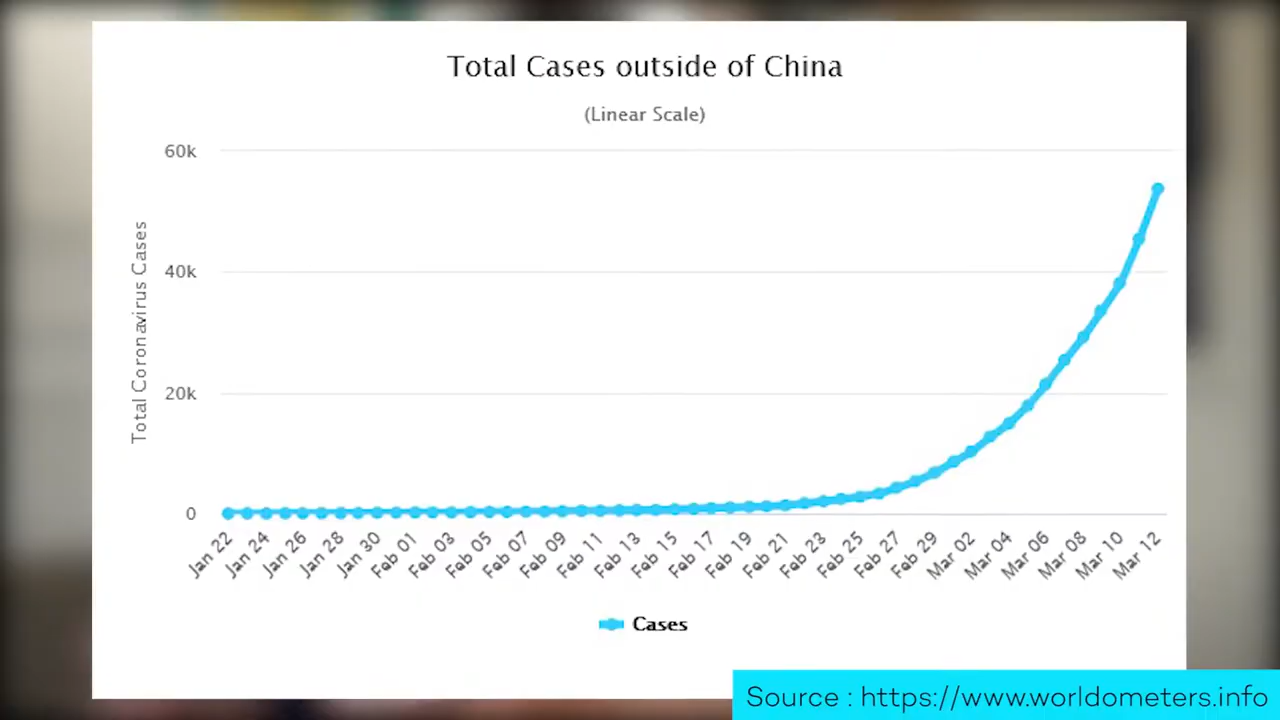 Total Cases outside of China
(Linear Scale)
Total Coronavirus Cases
60k
40k
20k
0
Jan 22
Jan 24
Jan 26
Jan 28
Jan 30
Feb 01
Feb 03
Feb 05
Feb 07
Feb 09
Feb 11
Feb 13
Feb 15
Feb 17
Feb 19
Feb 21
Feb 23
Feb 25
Feb 27
Feb 29
Mar 02
Mar 04
Mar 06
Mar 08
Mar 10
Mar 12
Cases
Source : https://www.worldometers.info